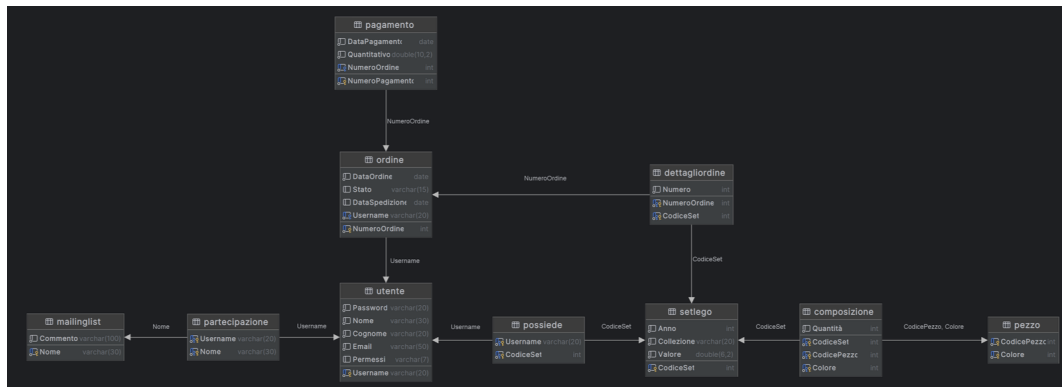 pagamento
DataPagamento date
Quantitativo double(10,2)
NumeroOrdine int
NumeroPagamento int
NumeroOrdine
ordine
DataOrdine date
Stato varchar(15)
DataSpedizione date
Username varchar(20)
NumeroOrdine int
NumeroOrdine
dettagliordine
Numero int
NumeroOrdine int
CodiceSet int
Username
CodiceSet
utente
Password varchar(20)
Nome varchar(30)
Cognome varchar(20)
Email varchar(50)
Permessi varchar(7)
Username varchar(20)
mailinglist
Commento varchar(100)
Nome varchar(30)
Nome
partecipazione
Username varchar(20)
Nome varchar(30)
Username
Username
possiede
Username varchar(20)
CodiceSet int
CodiceSet
setlego
Anno int
Collezione varchar(20)
Valore double(6,2)
CodiceSet int
CodiceSet
composizione
Quantità int
CodiceSet int
CodicePezzo int
Colore int
CodicePezzo, Colore
pezzo
CodicePezzo int
Colore int